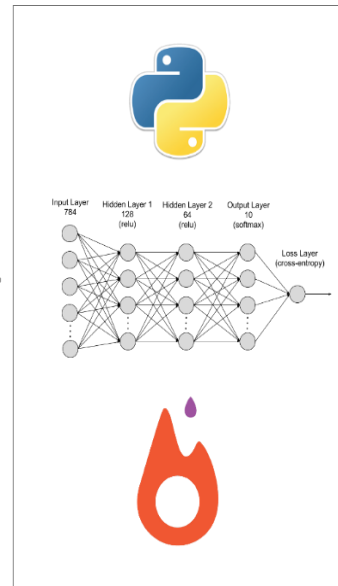 Input Layer
784
Hidden Layer 1
128
(relu)
Hidden Layer 2
64
(relu)
Output Layer
10
(softmax)
Loss Layer
(cross-entropy)